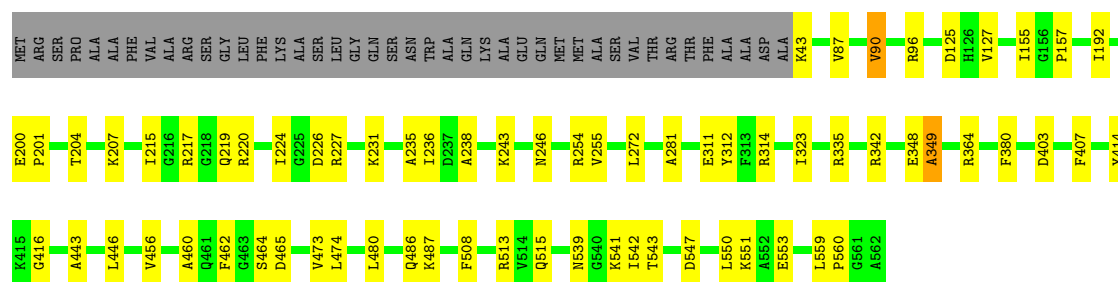 MET ARG SER PRO ALA ALA PHE VAL ALA ARG SER GLY LEU PHE LYS ALA SER LEU GLY GLN SER ASN TRP ALA GLN LYS ALA GLU GLN MET MET ALA SER VAL THR ARG THR PHE ALA ALA ASP ALA K43 V87 V90 R96 D125 H126 V127 I155 G156 P157 I192
E200 P201 T204 K207 I215 G216 R217 G218 Q219 R220 I224 G225 D226 R227 K231 A235 I236 D237 A238 K243 N246 R254 V255 L272 A281 E311 Y312 F313 R314 I323 R335 R342 E348 A349 R364 F380 D403 F407 Y414
K415 G416 A443 L446 V456 A460 Q461 F462 G463 S464 D465 V473 L474 L480 Q486 K487 F508 R513 V514 Q515 N539 G540 K541 I542 T543 D547 L550 K551 A552 E553 L559 P560 G561 A562